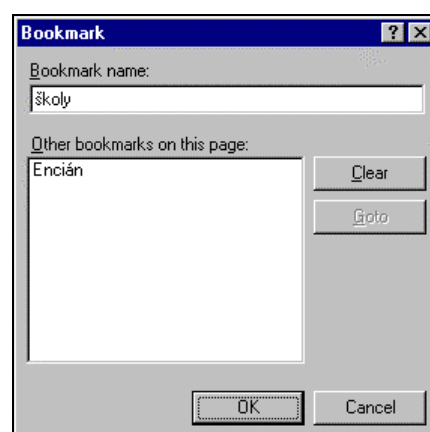 Bookmark
Bookmark name:
školy
Other bookmarks on this page:
Encián
Clear
Goto
OK
Cancel